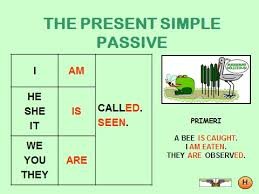 THE PRESENT SIMPLE
PASSIVE
I
AM
HE
SHE
IT
IS
CALLED.
SEEN.
WE
YOU
THEY
ARE
PRIMERI
A BEE IS CAUGHT.
I AM EATEN.
THEY ARE OBSERVED.
H